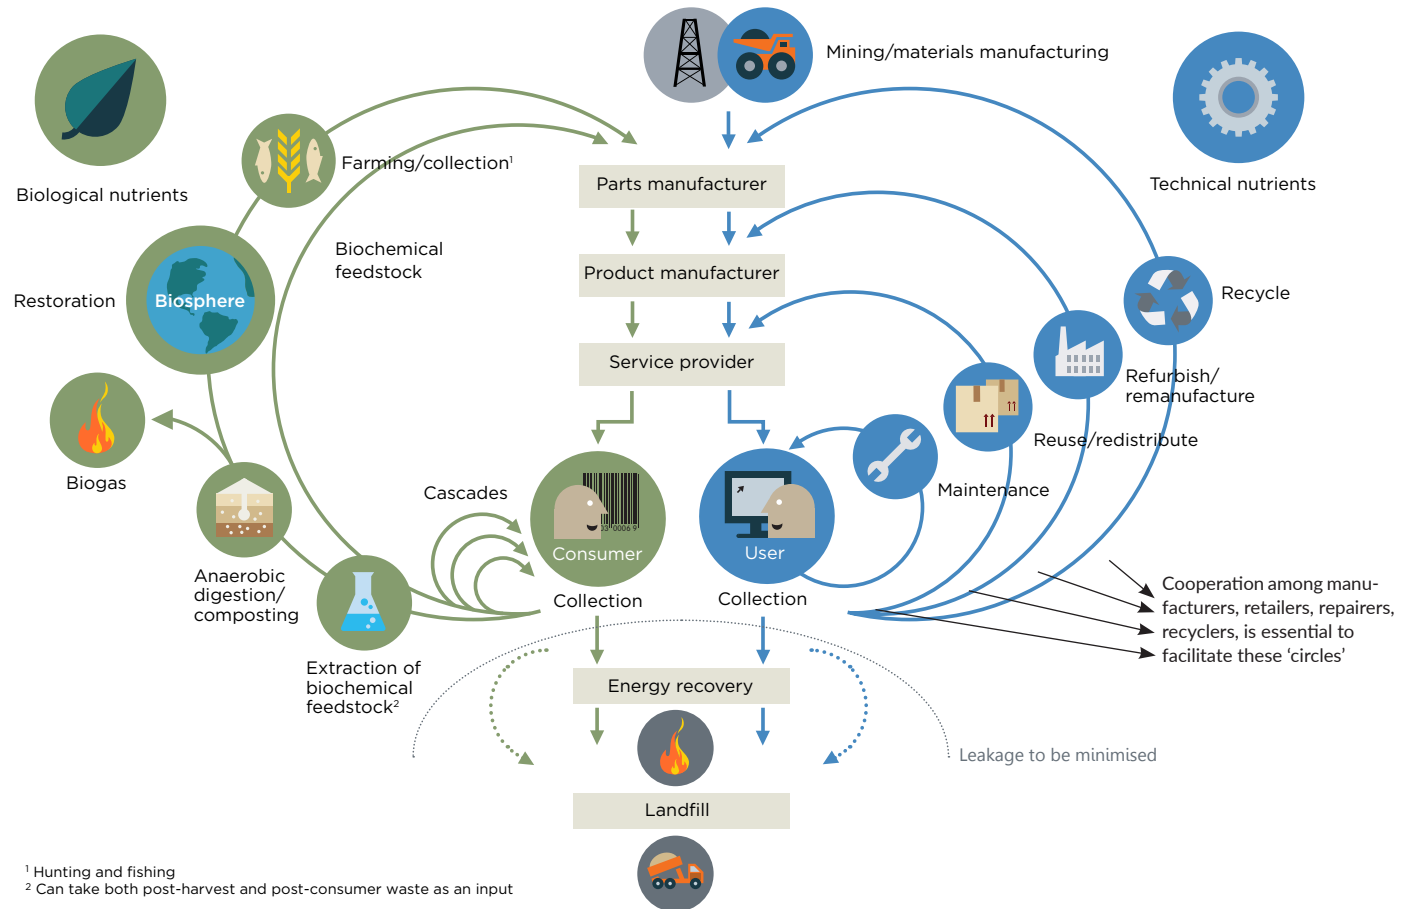 Mining/materials manufacturing
Biological nutrients
Technical nutrients
Farming/collection¹
Parts manufacturer
Biochemical
feedstock
Product manufacturer
Restoration
Biosphere
Recycle
Service provider
Refurbish/
remanufacture
Reuse/redistribute
Biogas
Cascades
Maintenance
03 0006 9
Consumer
User
Anaerobic
digestion/
composting
Collection
Collection
Cooperation among manu-
facturers, retailers, repairers,
recyclers, is essential to
facilitate these ‘circles’
Extraction of
biochemical
feedstock²
Energy recovery
Leakage to be minimised
Landfill
¹ Hunting and fishing
² Can take both post-harvest and post-consumer waste as an input